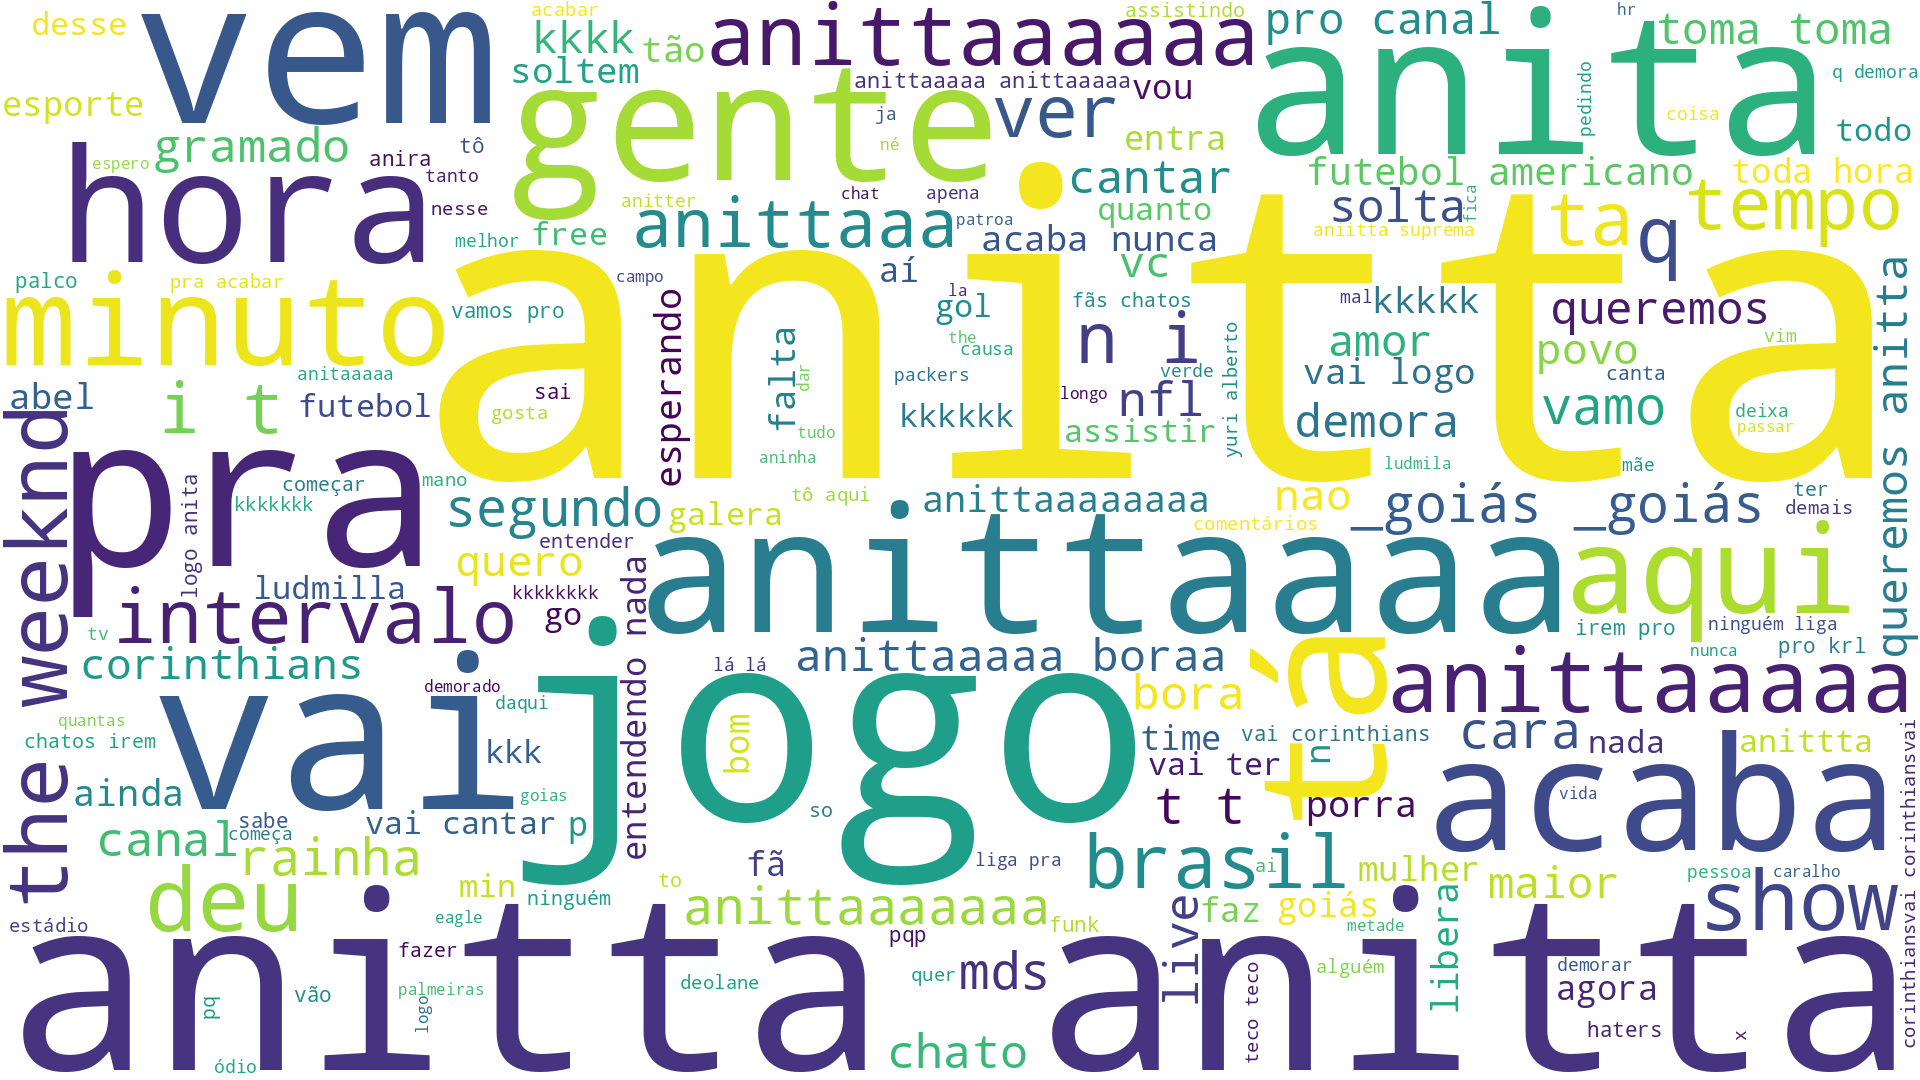 desse
vem
acabar
kkkk
tão
soltem
anittaaaaaa
assistindo
pro canal
anita
hr
toma toma
q demora
esporte
gente
anittaaaaa anittaaaaa
vou
ver
ja
né
entra
pedindo
coisa
todo
hora
espero
gramado
anira
tô
tanto
nesse
anitter
chat
apena
cantar
quanto
futebol americano
toda hora
solta
fica
ta
q
tempo
melhor
free
anittaaa
patroa
acaba nunca
aniitta suprema
palco
pra acabar
minuto
vamos pro
campo
anitta
aí
la
gol
vc
fãs chatos
the
causa
n i
mal
kkkkk
queremos
amor
povo
vim
queremos anitta
abel
i t
anitaaaaa
futebol
sai
gosta
esperando
falta
dar
tudo
aninha
packers
kkkkkk
longo
nfl
verde
assistir
yuri alberto
vai logo
demora
canta
vamo
deixa
passar
the weeknd
pra
logo anita
começar
kkkkkkk
mano
segundo
galera
tô aqui
anittaaaaaaaa
ludmila
mãe
nao
comentários
_goiás _goiás
ter
demais
entender
quero
ludmilla
kkkkkkkk
entendendo nada
anittaaaa
aqui
tv
intervalo
go
irem pro
ninguém liga
corinthians
demorado
lá lá
anittaaaaa boraa
nunca
pro krl
vai
daqui
jogo
bora
tá
anittaaaaa
quantas
chatos irem
kkk
bom
time
vai corinthians
n
cara
nada
anittta
corinthiansvai corinthiansvai
ainda
goias
so
vai ter
t t
porra
vida
acaba
canal
sabe
começa
vai cantar
p
rainha
fã
liga pra
brasil
ai
mulher
maior
pessoa
caralho
show
deu
min
ninguém
to
estádio
eagle
anittaaaaaaa
funk
live
faz
goiás
libera
metade
anitta anitta
fazer
pqp
pq
vão
palmeiras
logo
deolane
quer
mds
teco teco
alguém
demorar
agora
haters
x
ódio
chato